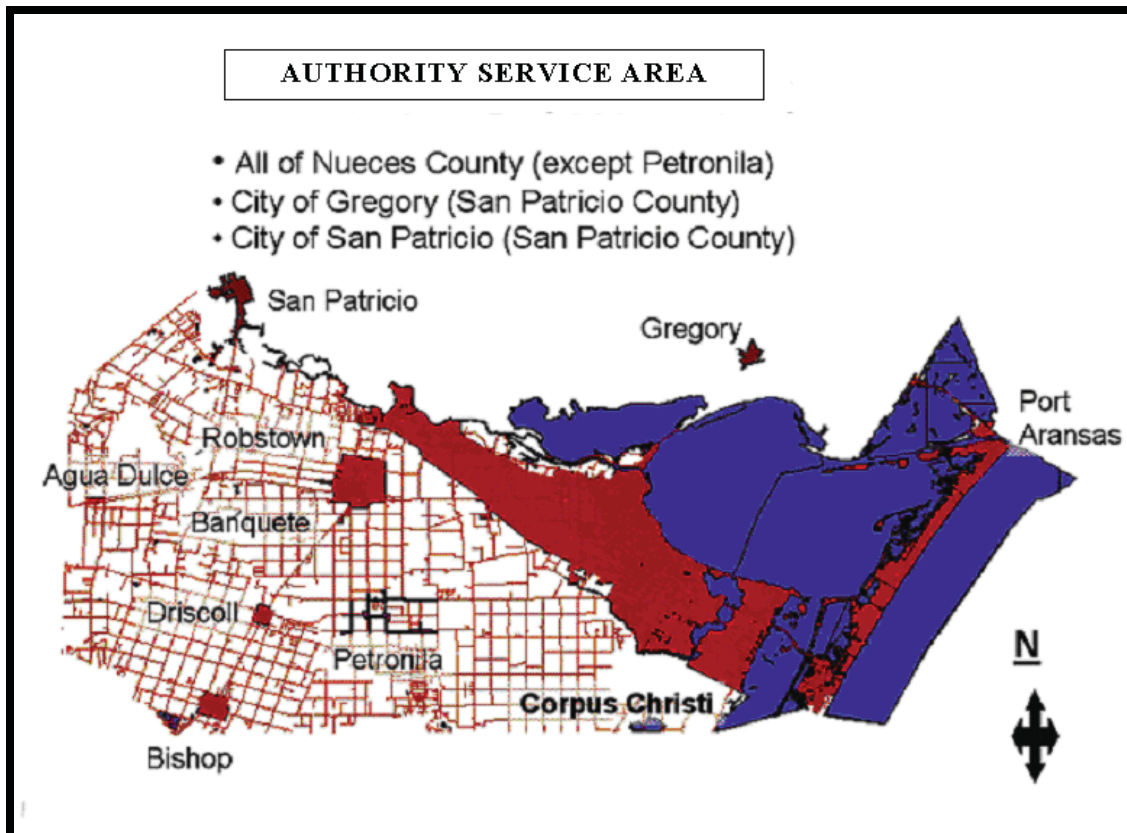 AUTHORITY SERVICE AREA
• All of Nueces County (except Petronila)
• City of Gregory (San Patricio County)
• City of San Patricio (San Patricio County)
San Patricio
Gregory
Port
Aransas
Robstown
Agua Dulce
Banquete
Driscoll
Petronila
N
Corpus Christi
Bishop